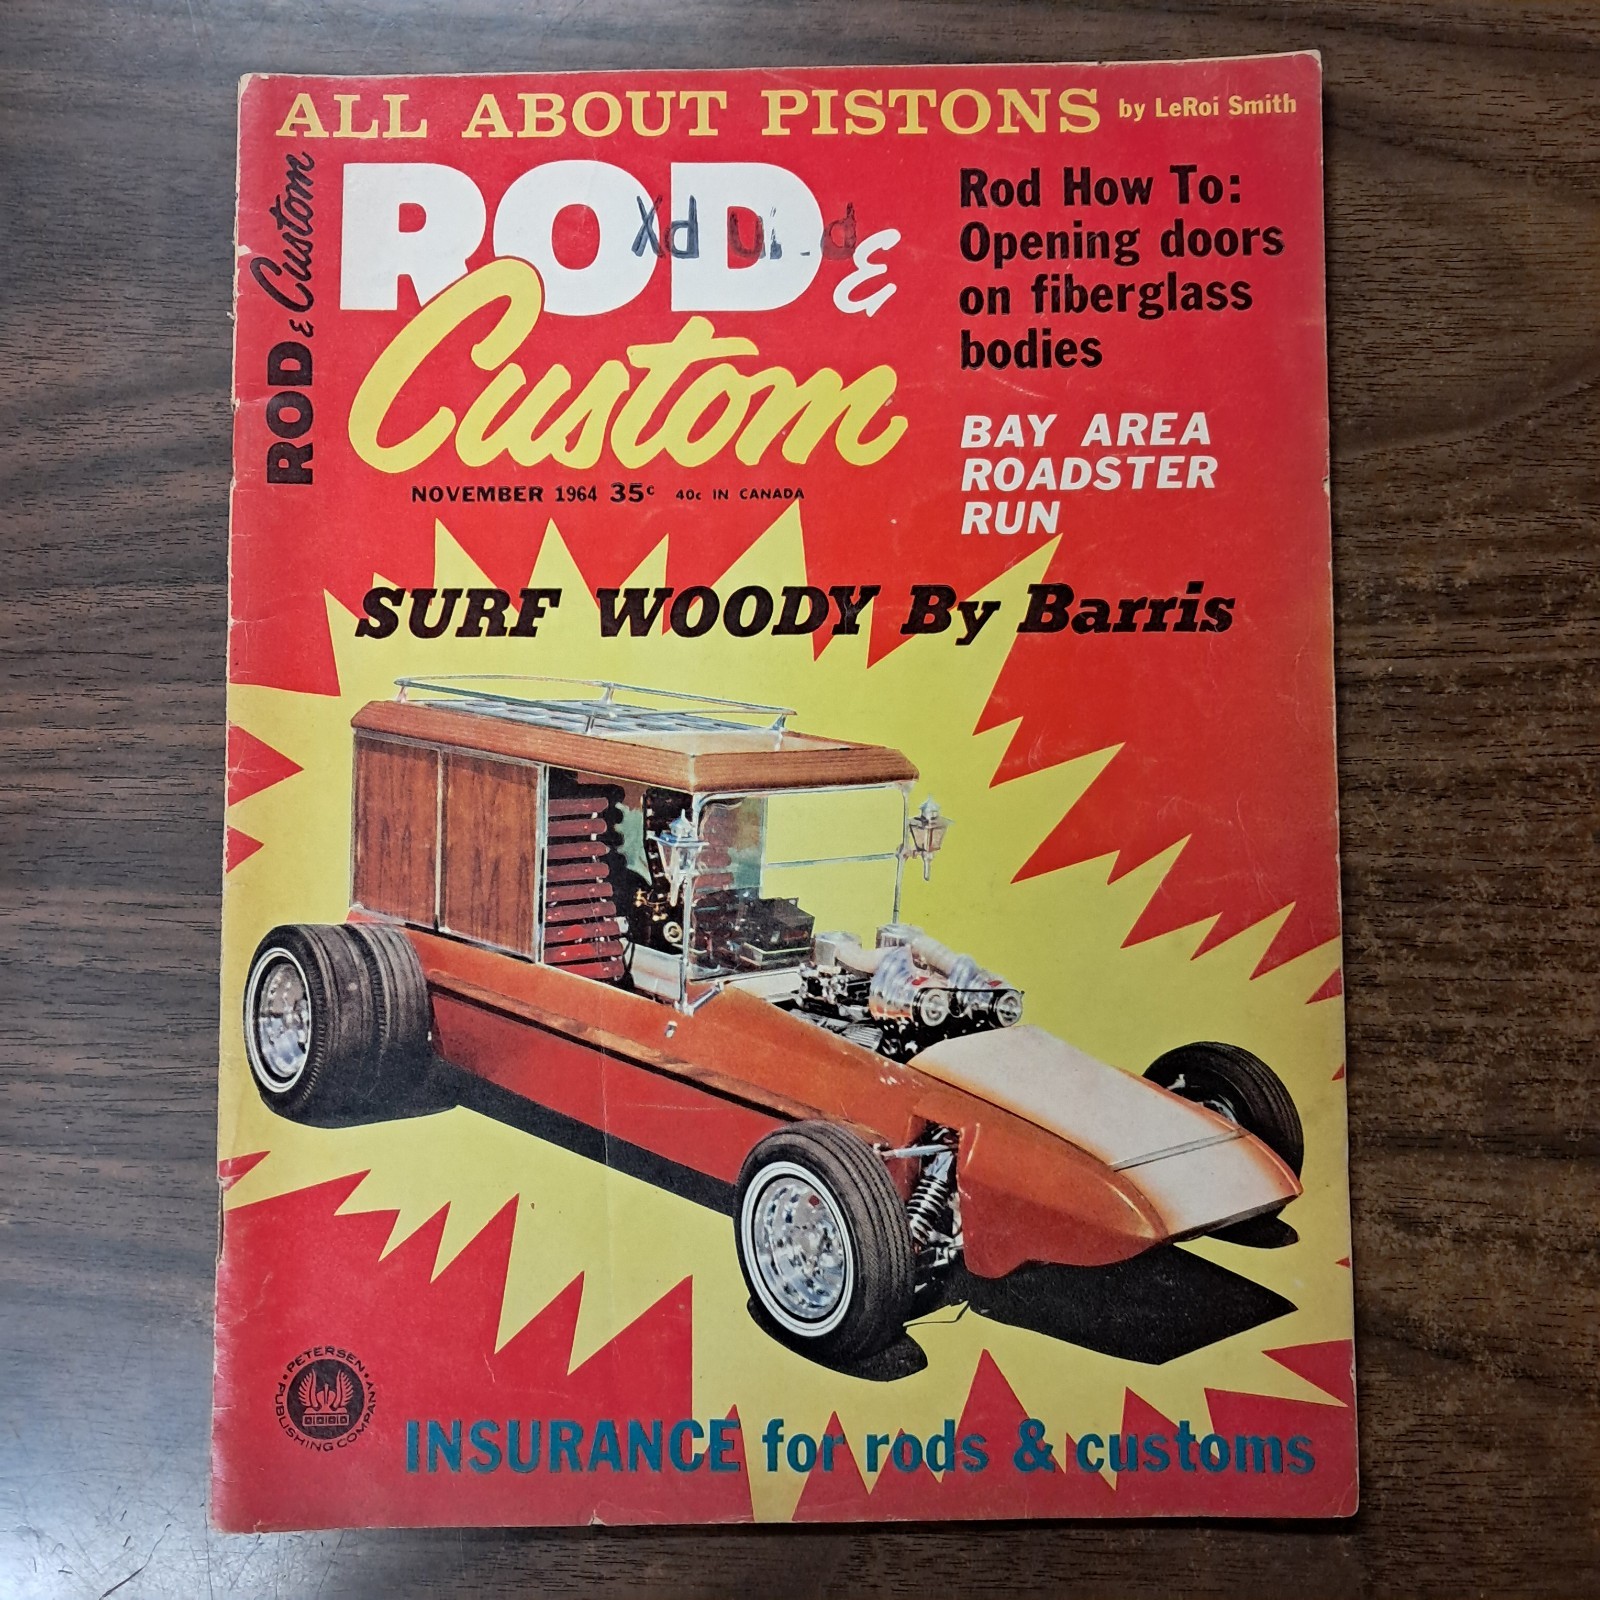 ALL ABOUT PISTONS by LeRoi Smith
ROD & Custom
ROD &
Custom
NOVEMBER 1964 35¢ 40¢ IN CANADA
Rod How To:
Opening doors
on fiberglass
bodies
BAY AREA
ROADSTER
RUN
SURF WOODY By Barris
PETERSEN
PUBLISHING COMPANY
INSURANCE for rods & customs